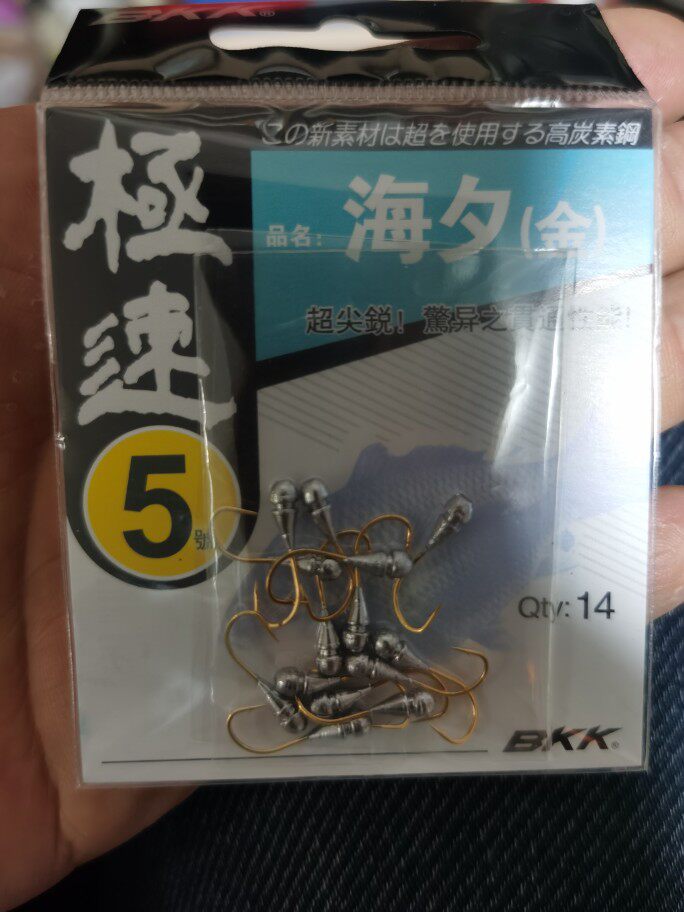 BKK®
極速
5號
この新素材は超を使用する高炭素鋼
品名: 海夕(金)
超尖鋭! 驚异之貫通性能!
Qty: 14
BKK®